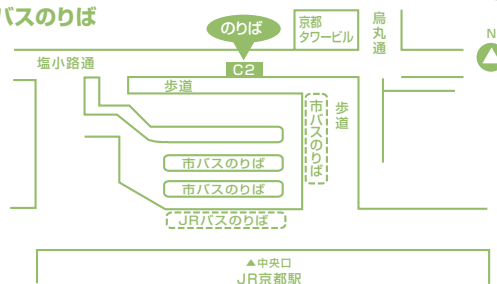 バスのりば
のりば
京都
タワービル
烏丸通
N
塩小路通
C2
歩道
歩道
市バスのりば
市バスのりば
市バスのりば
JRバスのりば
▲中央口
JR京都駅